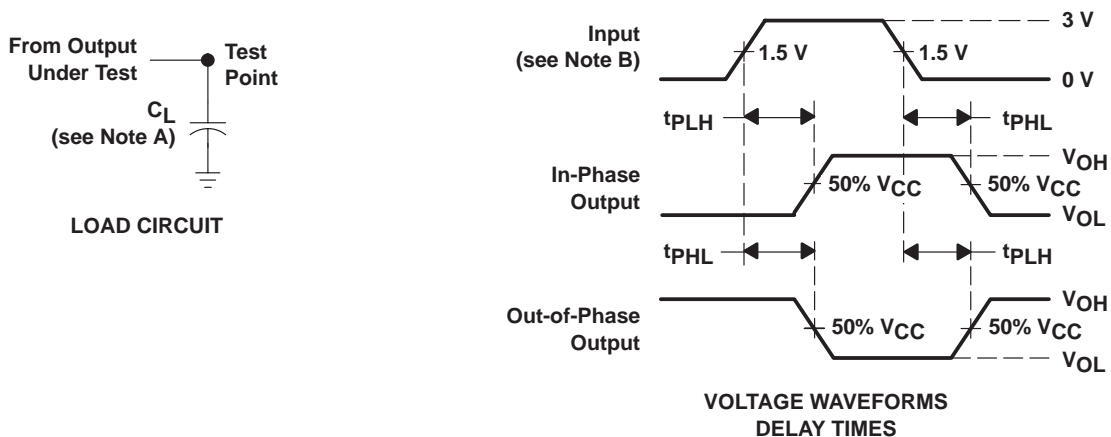 From Output
Under Test
Test
Point
CL
(see Note A)
LOAD CIRCUIT
Input
(see Note B)
1.5 V
1.5 V
3 V
0 V
tPLH
tPHL
In-Phase
Output
50% VCC
50% VCC
VOH
VOL
tPHL
tPLH
Out-of-Phase
Output
50% VCC
50% VCC
VOH
VOL
VOLTAGE WAVEFORMS
DELAY TIMES